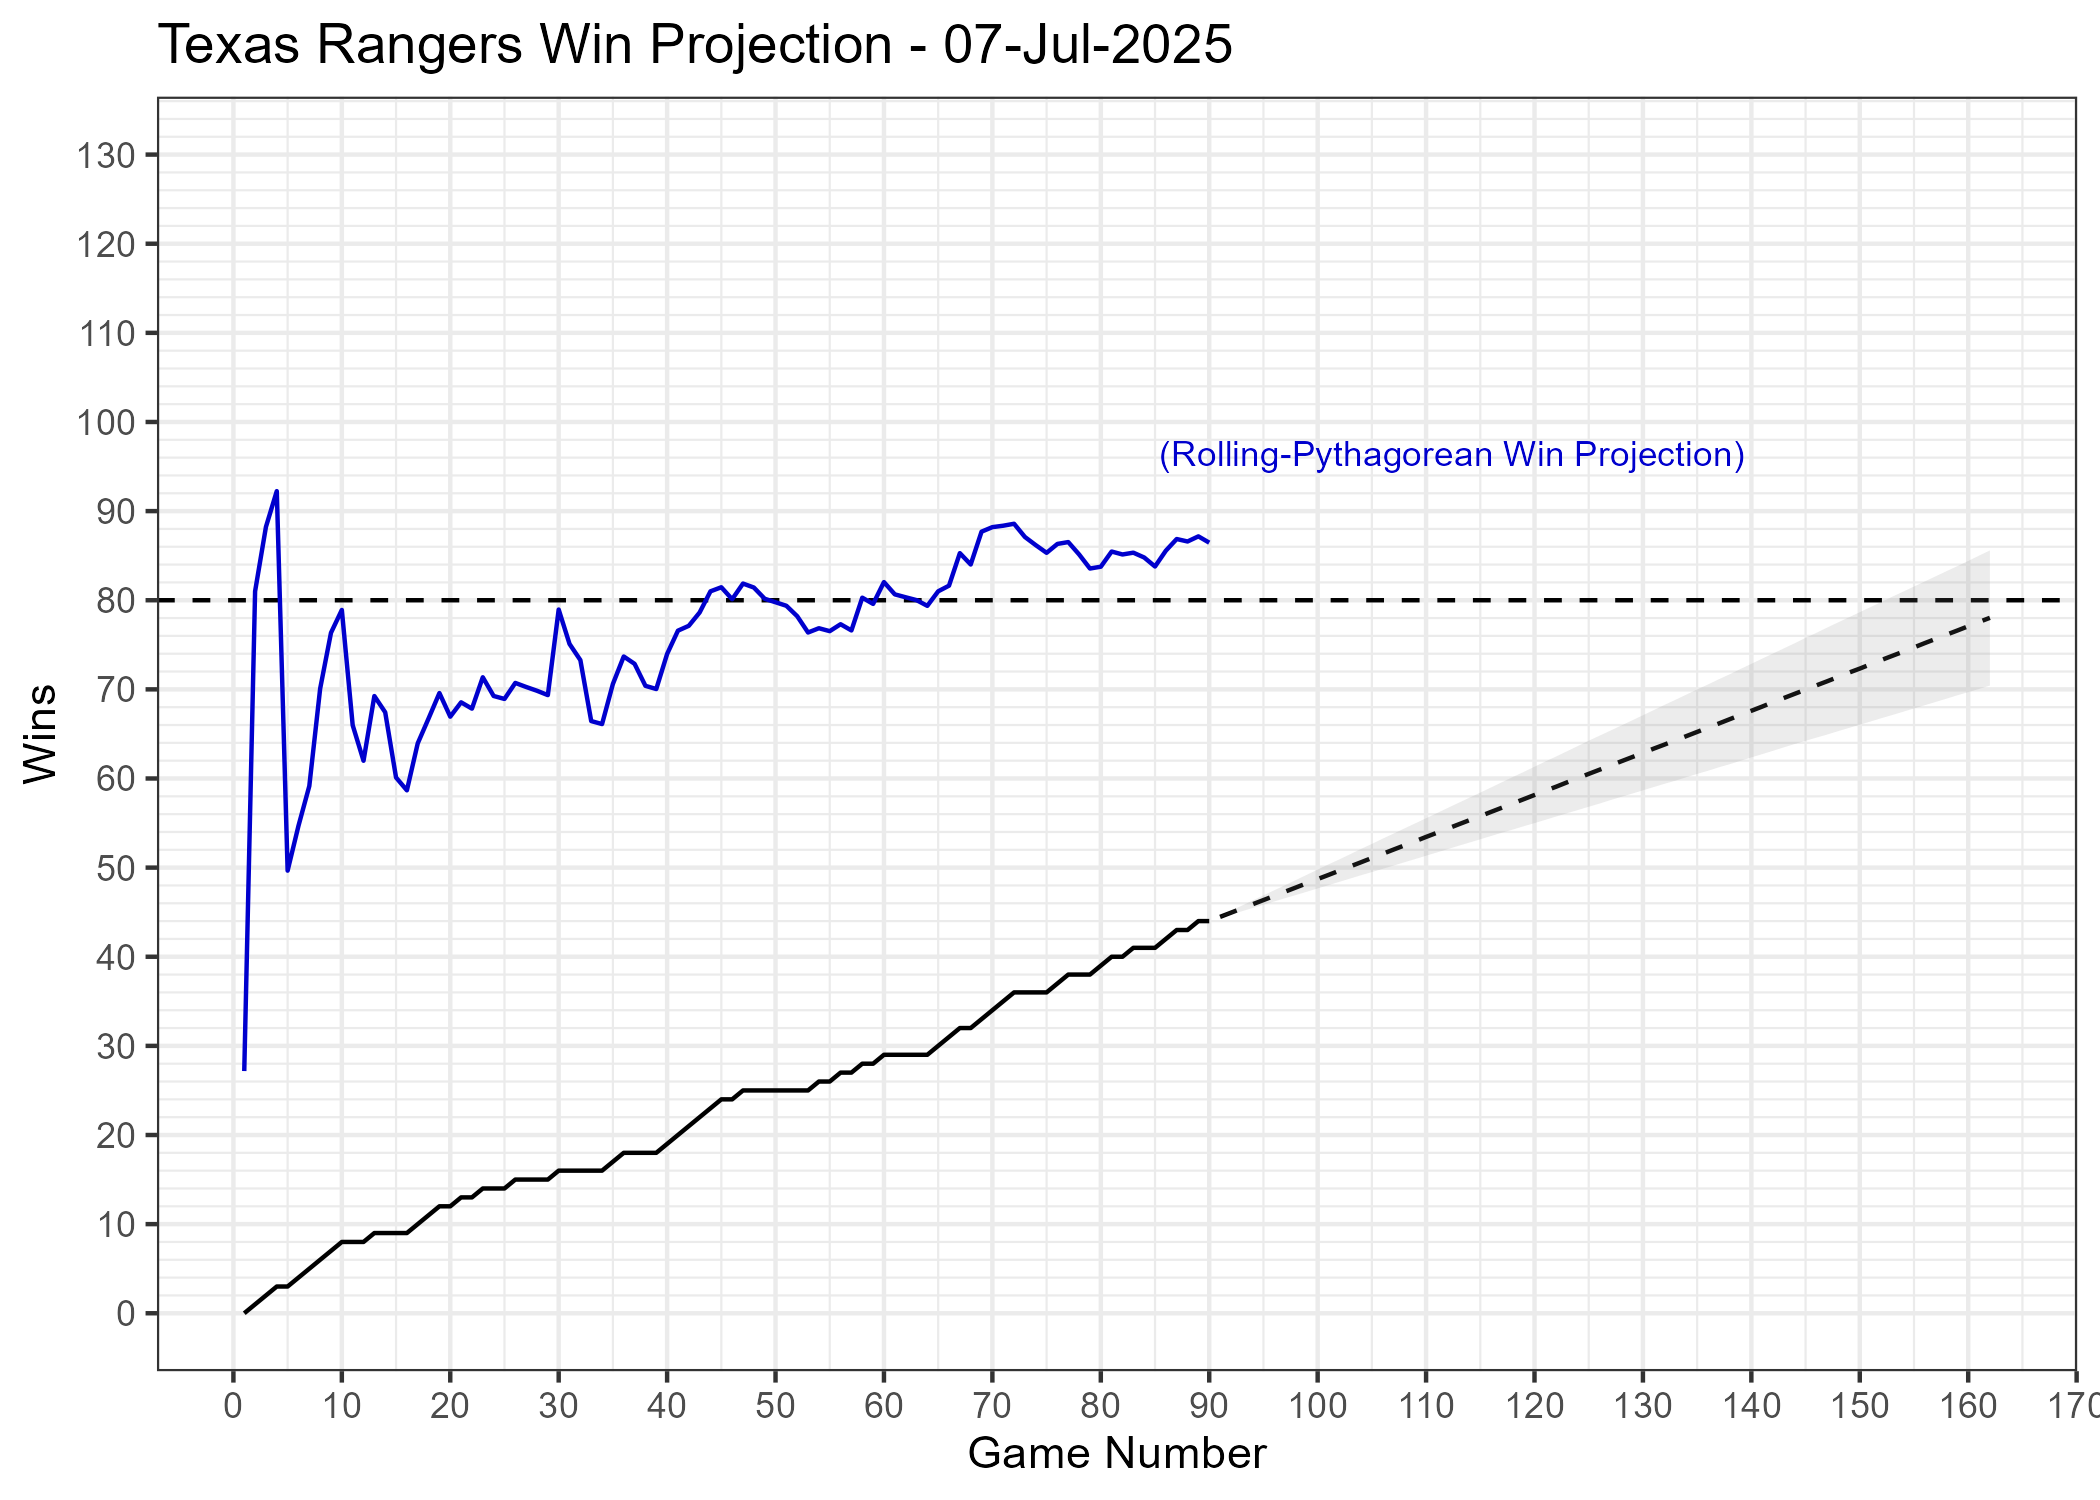 Texas Rangers Win Projection - 07-Jul-2025
130
120
110
100
(Rolling-Pythagorean Win Projection)
90
80
70
60
50
40
30
20
10
0
Wins
0 10 20 30 40 50 60 70 80 90 100 110 120 130 140 150 160 170
Game Number